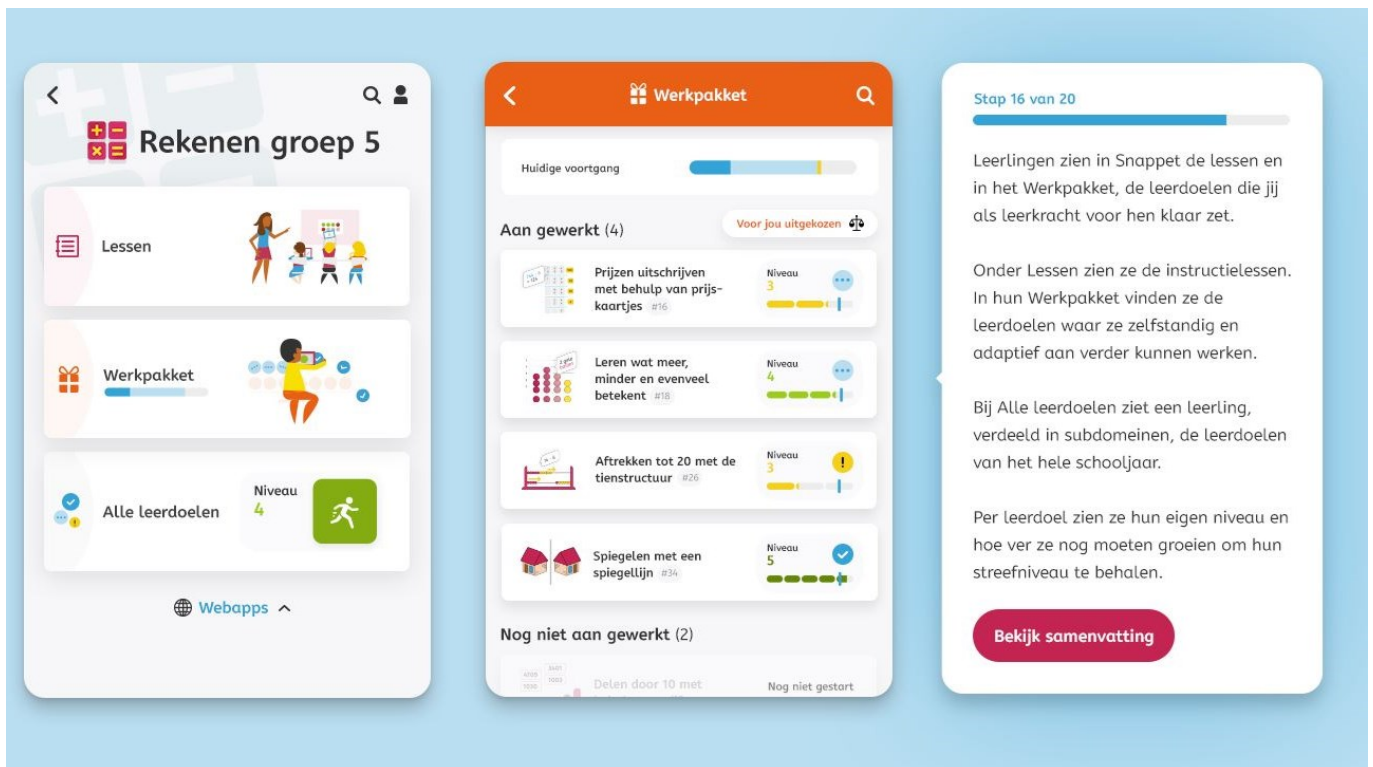 Rekenen groep 5
Lessen
Werkpakket
Alle leerdoelen
Niveau
4
Webapps
Werkpakket
Huidige voortgang
Aan gewerkt (4)
Voor jou uitgekozen
Prijzen uitschrijven
met behulp van prijs-
kaartjes #16
Niveau
3
Leren wat meer,
minder en evenveel
betekent #18
Niveau
4
Aftrekken tot 20 met de
tienstructuur #26
Niveau
3
Spiegelen met een
spiegellijn #34
Niveau
5
Nog niet aan gewerkt (2)
Delen door 10 met
Nog niet gestart
Stap 16 van 20
Leerlingen zien in Snappet de lessen en
in het Werkpakket, de leerdoelen die jij
als leerkracht voor hen klaar zet.
Onder Lessen zien ze de instructielessen.
In hun Werkpakket vinden ze de
leerdoelen waar ze zelfstandig en
adaptief aan verder kunnen werken.
Bij Alle leerdoelen ziet een leerling,
verdeeld in subdomeinen, de leerdoelen
van het hele schooljaar.
Per leerdoel zien ze hun eigen niveau en
hoe ver ze nog moeten groeien om hun
streefniveau te behalen.
Bekijk samenvatting